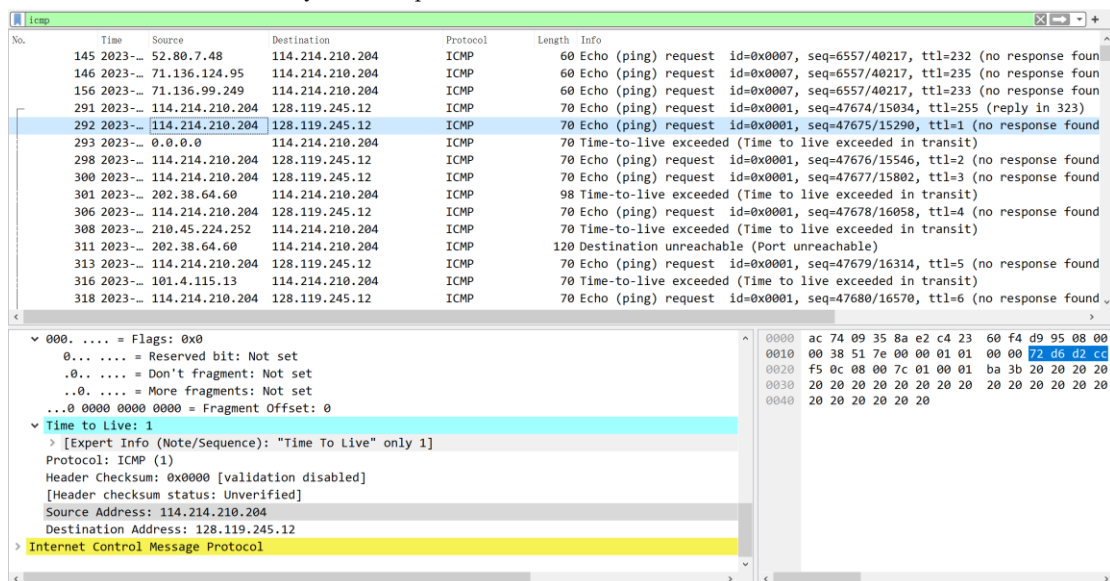 icmp
No. Time Source Destination Protocol Length Info
145 2023-… 52.80.7.48 114.214.210.204 ICMP 60 Echo (ping) request id=0x0007, seq=6557/40217, ttl=232 (no response foun
146 2023-… 71.136.124.95 114.214.210.204 ICMP 60 Echo (ping) request id=0x0007, seq=6557/40217, ttl=235 (no response foun
156 2023-… 71.136.99.249 114.214.210.204 ICMP 60 Echo (ping) request id=0x0007, seq=6557/40217, ttl=233 (no response foun
291 2023-… 114.214.210.204 128.119.245.12 ICMP 70 Echo (ping) request id=0x0001, seq=47674/15034, ttl=255 (reply in 323)
292 2023-… 114.214.210.204 128.119.245.12 ICMP 70 Echo (ping) request id=0x0001, seq=47675/15290, ttl=1 (no response found
293 2023-… 0.0.0.0 114.214.210.204 ICMP 70 Time-to-live exceeded (Time to live exceeded in transit)
298 2023-… 114.214.210.204 128.119.245.12 ICMP 70 Echo (ping) request id=0x0001, seq=47676/15546, ttl=2 (no response found
300 2023-… 114.214.210.204 128.119.245.12 ICMP 70 Echo (ping) request id=0x0001, seq=47677/15802, ttl=3 (no response found
301 2023-… 202.38.64.60 114.214.210.204 ICMP 98 Time-to-live exceeded (Time to live exceeded in transit)
306 2023-… 114.214.210.204 128.119.245.12 ICMP 70 Echo (ping) request id=0x0001, seq=47678/16058, ttl=4 (no response found
308 2023-… 210.45.224.252 114.214.210.204 ICMP 70 Time-to-live exceeded (Time to live exceeded in transit)
311 2023-… 202.38.64.60 114.214.210.204 ICMP 120 Destination unreachable (Port unreachable)
313 2023-… 114.214.210.204 128.119.245.12 ICMP 70 Echo (ping) request id=0x0001, seq=47679/16314, ttl=5 (no response found
316 2023-… 101.4.115.13 114.214.210.204 ICMP 70 Time-to-live exceeded (Time to live exceeded in transit)
318 2023-… 114.214.210.204 128.119.245.12 ICMP 70 Echo (ping) request id=0x0001, seq=47680/16570, ttl=6 (no response found
000. .... = Flags: 0x0
0... .... = Reserved bit: Not set
.0.. .... = Don't fragment: Not set
..0. .... = More fragments: Not set
...0 0000 0000 0000 = Fragment Offset: 0
Time to Live: 1
[Expert Info (Note/Sequence): "Time To Live" only 1]
Protocol: ICMP (1)
Header Checksum: 0x0000 [validation disabled]
[Header checksum status: Unverified]
Source Address: 114.214.210.204
Destination Address: 128.119.245.12
Internet Control Message Protocol
0000 ac 74 09 35 8a e2 c4 23 60 f4 d9 95 08 00
0010 00 38 51 7e 00 00 01 01 00 00 72 d6 d2 cc
0020 f5 0c 08 00 7c 01 00 01 ba 3b 20 20 20 20
0030 20 20 20 20 20 20 20 20 20 20 20 20 20 20
0040 20 20 20 20 20 20